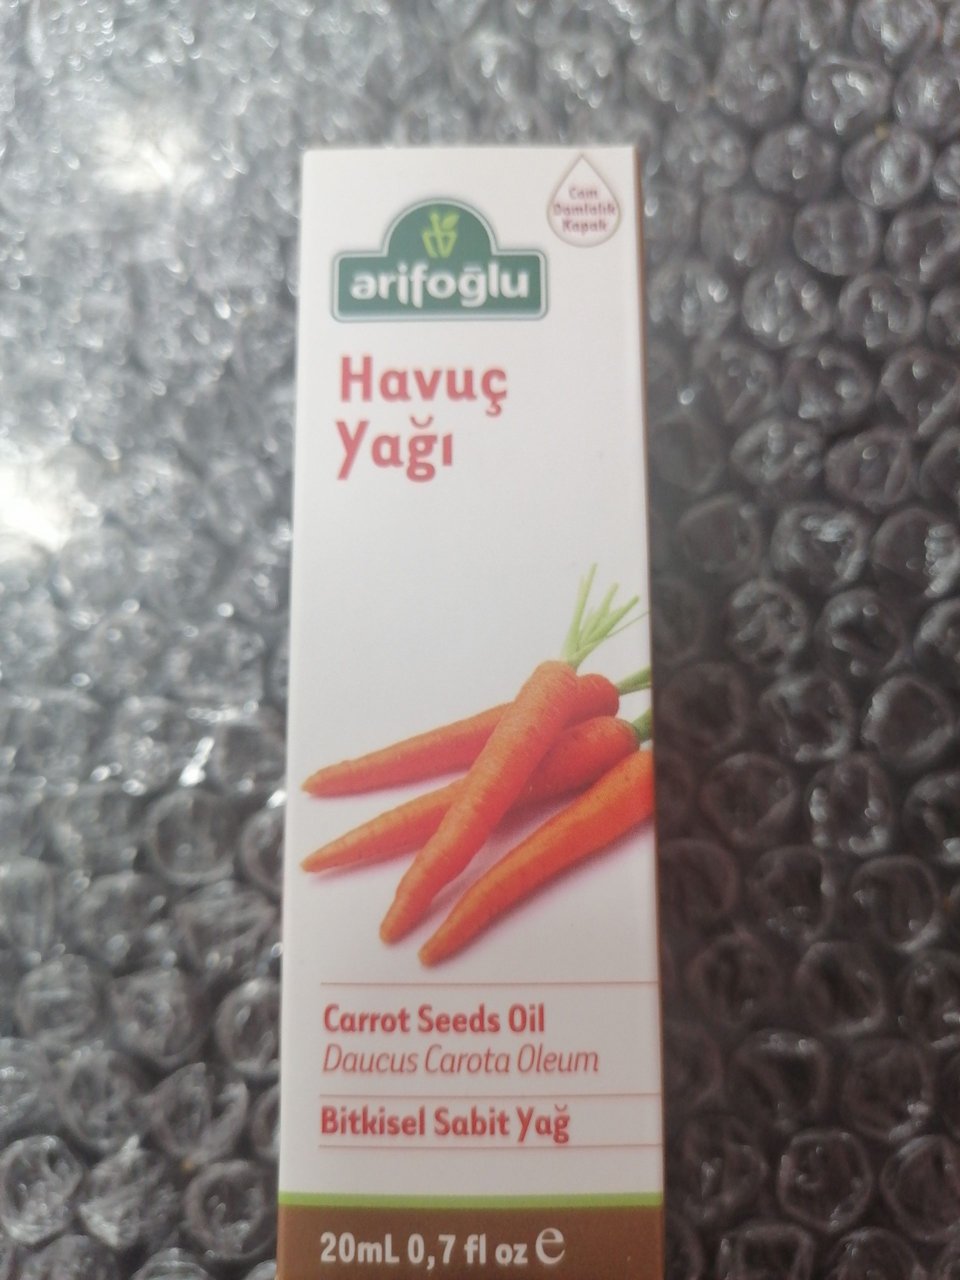 Cam
Damlalık
Kapak
arifoğlu
Havuç
Yağı
Carrot Seeds Oil
Daucus Carota Oleum
Bitkisel Sabit Yağ
20mL 0,7 fl oz e